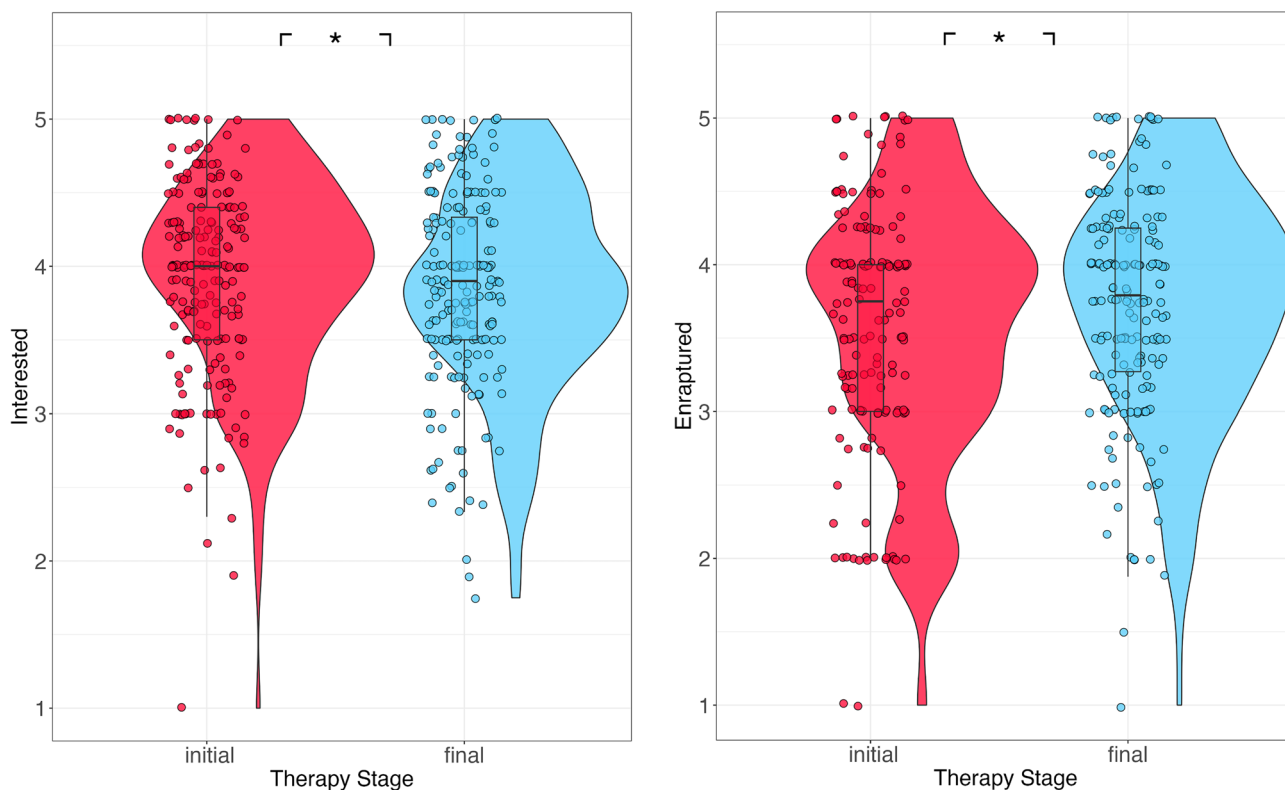 *
5
4
3
2
1
Interested
initial
final
Therapy Stage
*
5
4
3
2
1
Enraptured
initial
final
Therapy Stage